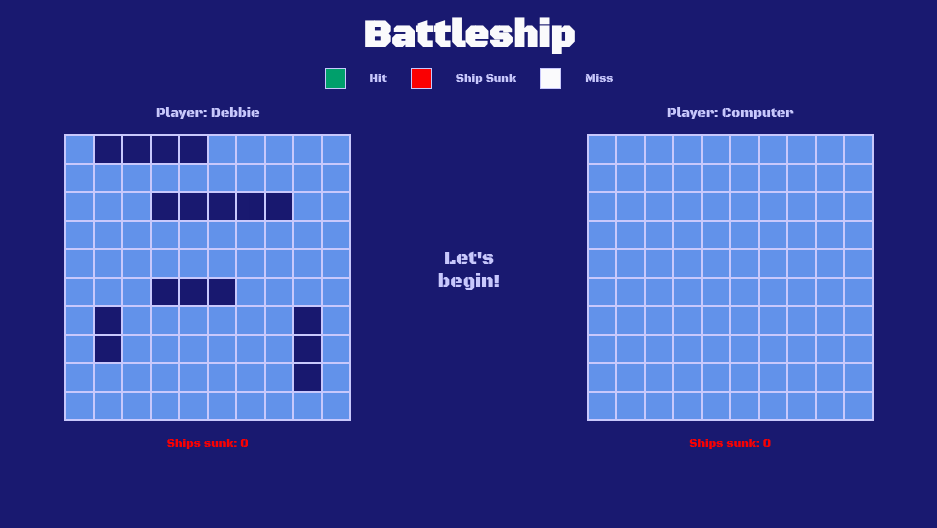 Battleship
Hit Ship Sunk Miss
Player: Debbie
Player: Computer
Let's
begin!
Ships sunk: 0
Ships sunk: 0